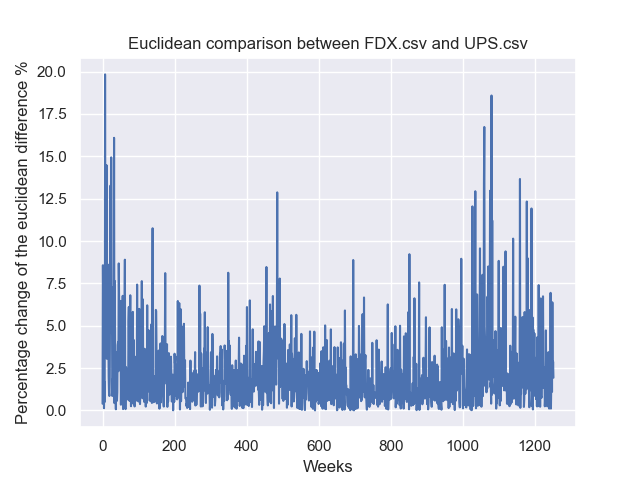 Euclidean comparison between FDX.csv and UPS.csv
Percentage change of the euclidean difference %
20.0
17.5
15.0
12.5
10.0
7.5
5.0
2.5
0.0
0 200 400 600 800 1000 1200
Weeks